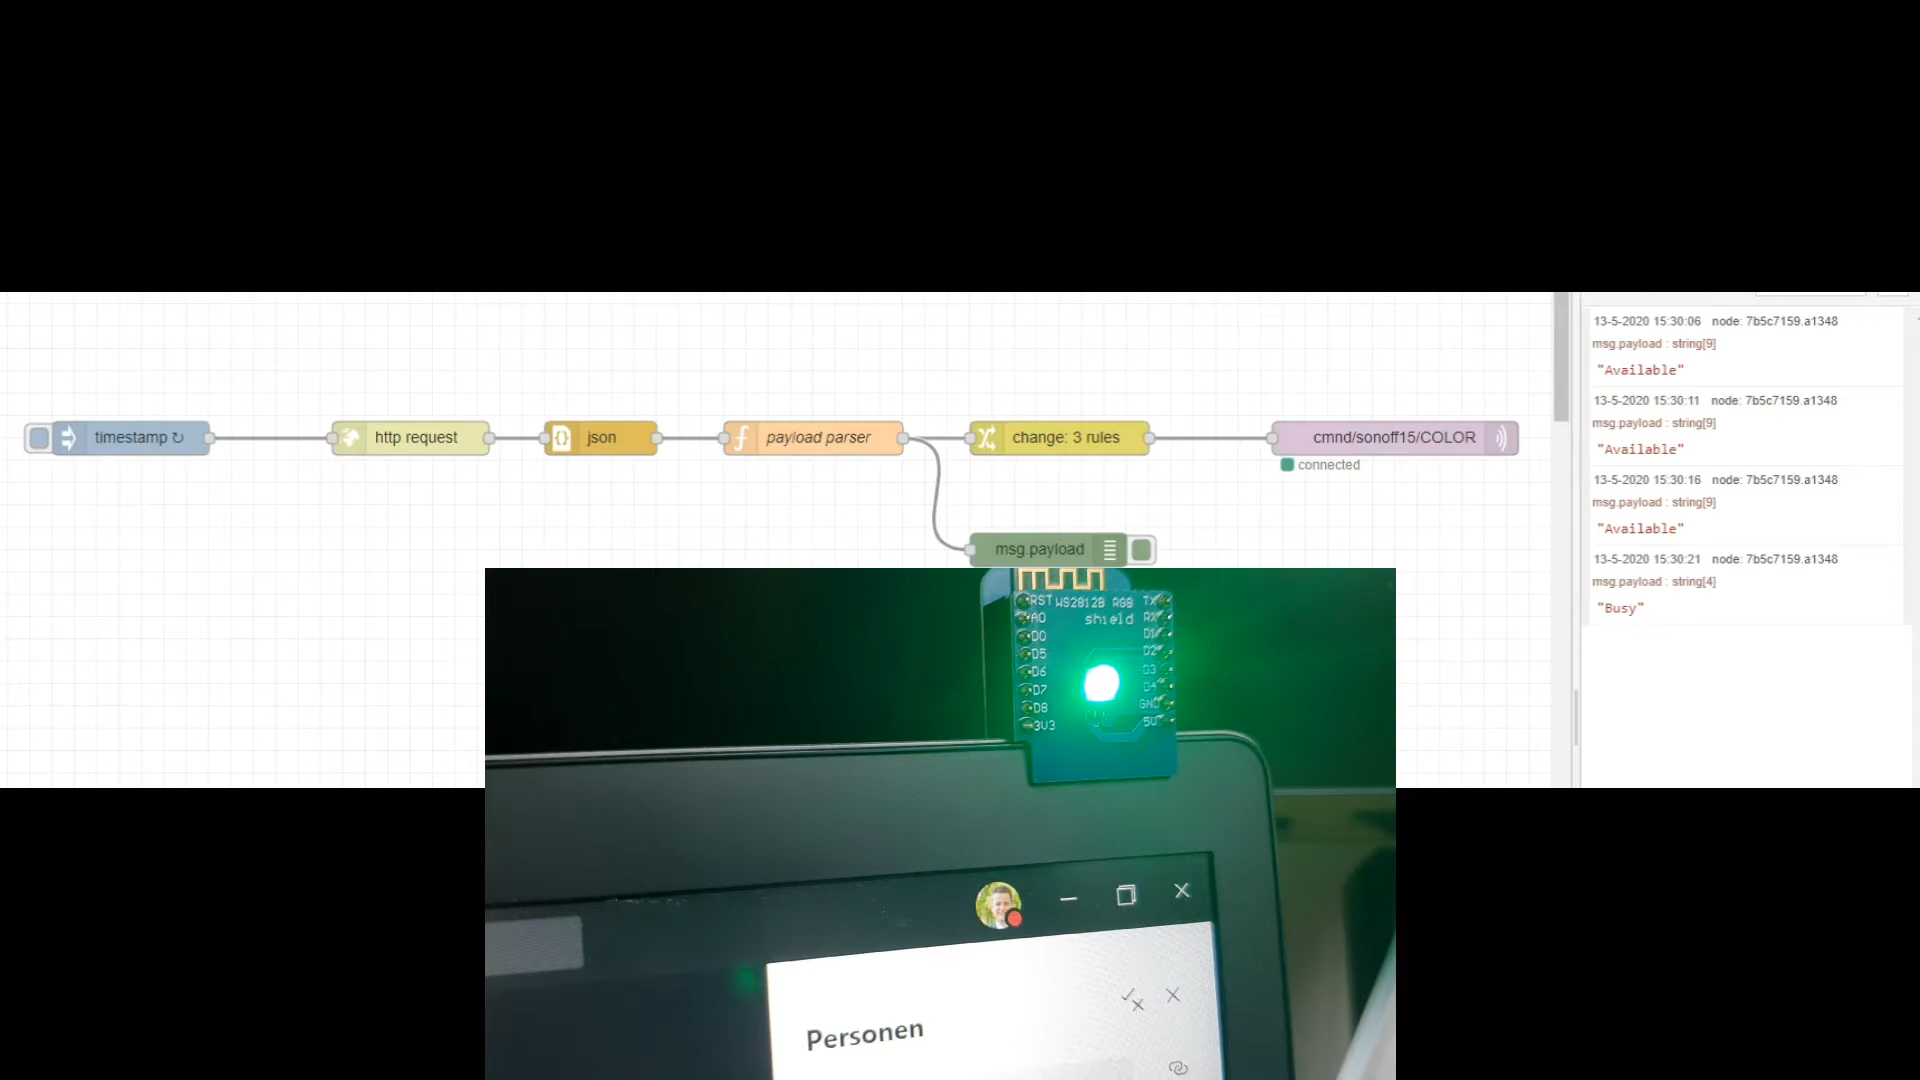 timestamp ↻
http request
json
payload parser
change: 3 rules
cmnd/sonoff15/COLOR
connected
msg.payload
13-5-2020 15:30:06 node: 7b5c7159.a1348
msg.payload : string[9]
"Available"
13-5-2020 15:30:11 node: 7b5c7159.a1348
msg.payload : string[9]
"Available"
13-5-2020 15:30:16 node: 7b5c7159.a1348
msg.payload : string[9]
"Available"
13-5-2020 15:30:21 node: 7b5c7159.a1348
msg.payload : string[4]
"Busy"
RST WS2812B RGB TX
A0 shield RX
D0 D1
D5 D2
D6 D3
D7 D4
D8 GND
3V3 5V
Personen